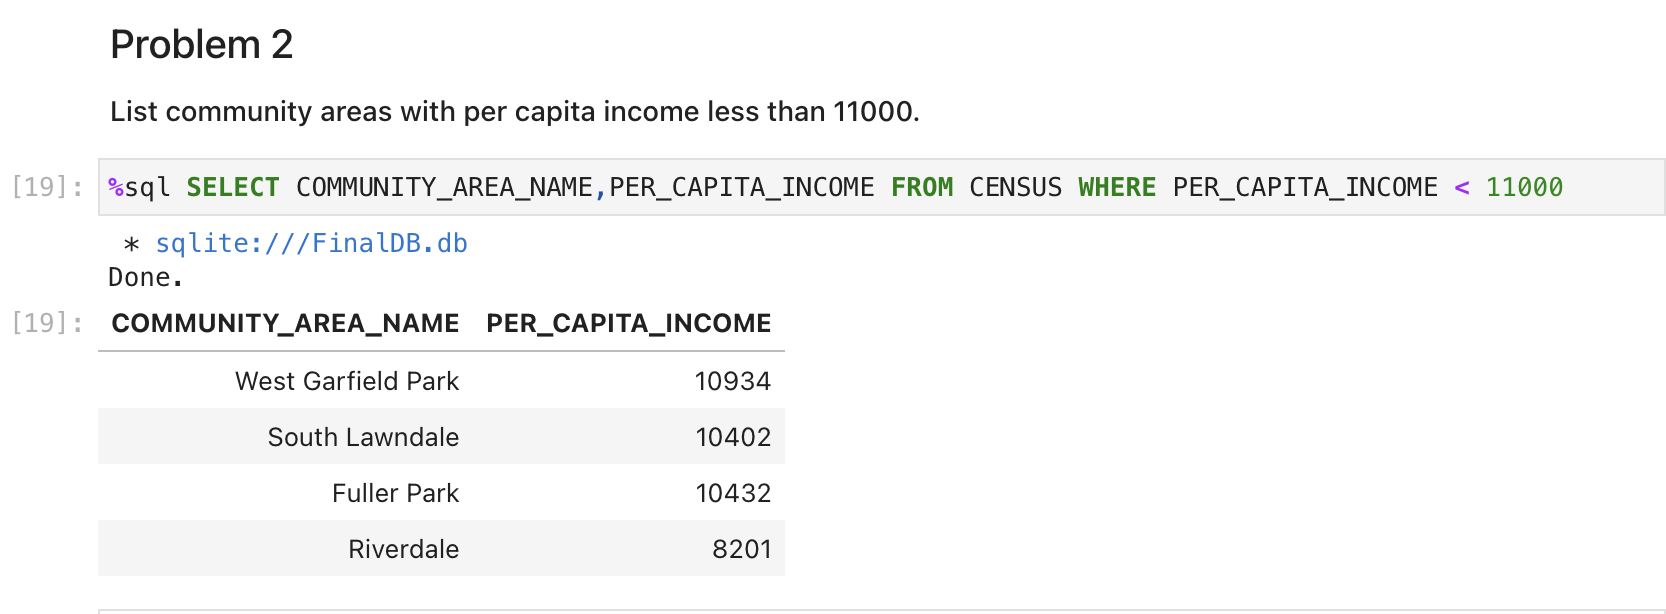 Problem 2
List community areas with per capita income less than 11000.
[19]: %sql SELECT COMMUNITY_AREA_NAME,PER_CAPITA_INCOME FROM CENSUS WHERE PER_CAPITA_INCOME < 11000
* sqlite:///FinalDB.db
Done.
[19]: COMMUNITY_AREA_NAME PER_CAPITA_INCOME
West Garfield Park 10934
South Lawndale 10402
Fuller Park 10432
Riverdale 8201